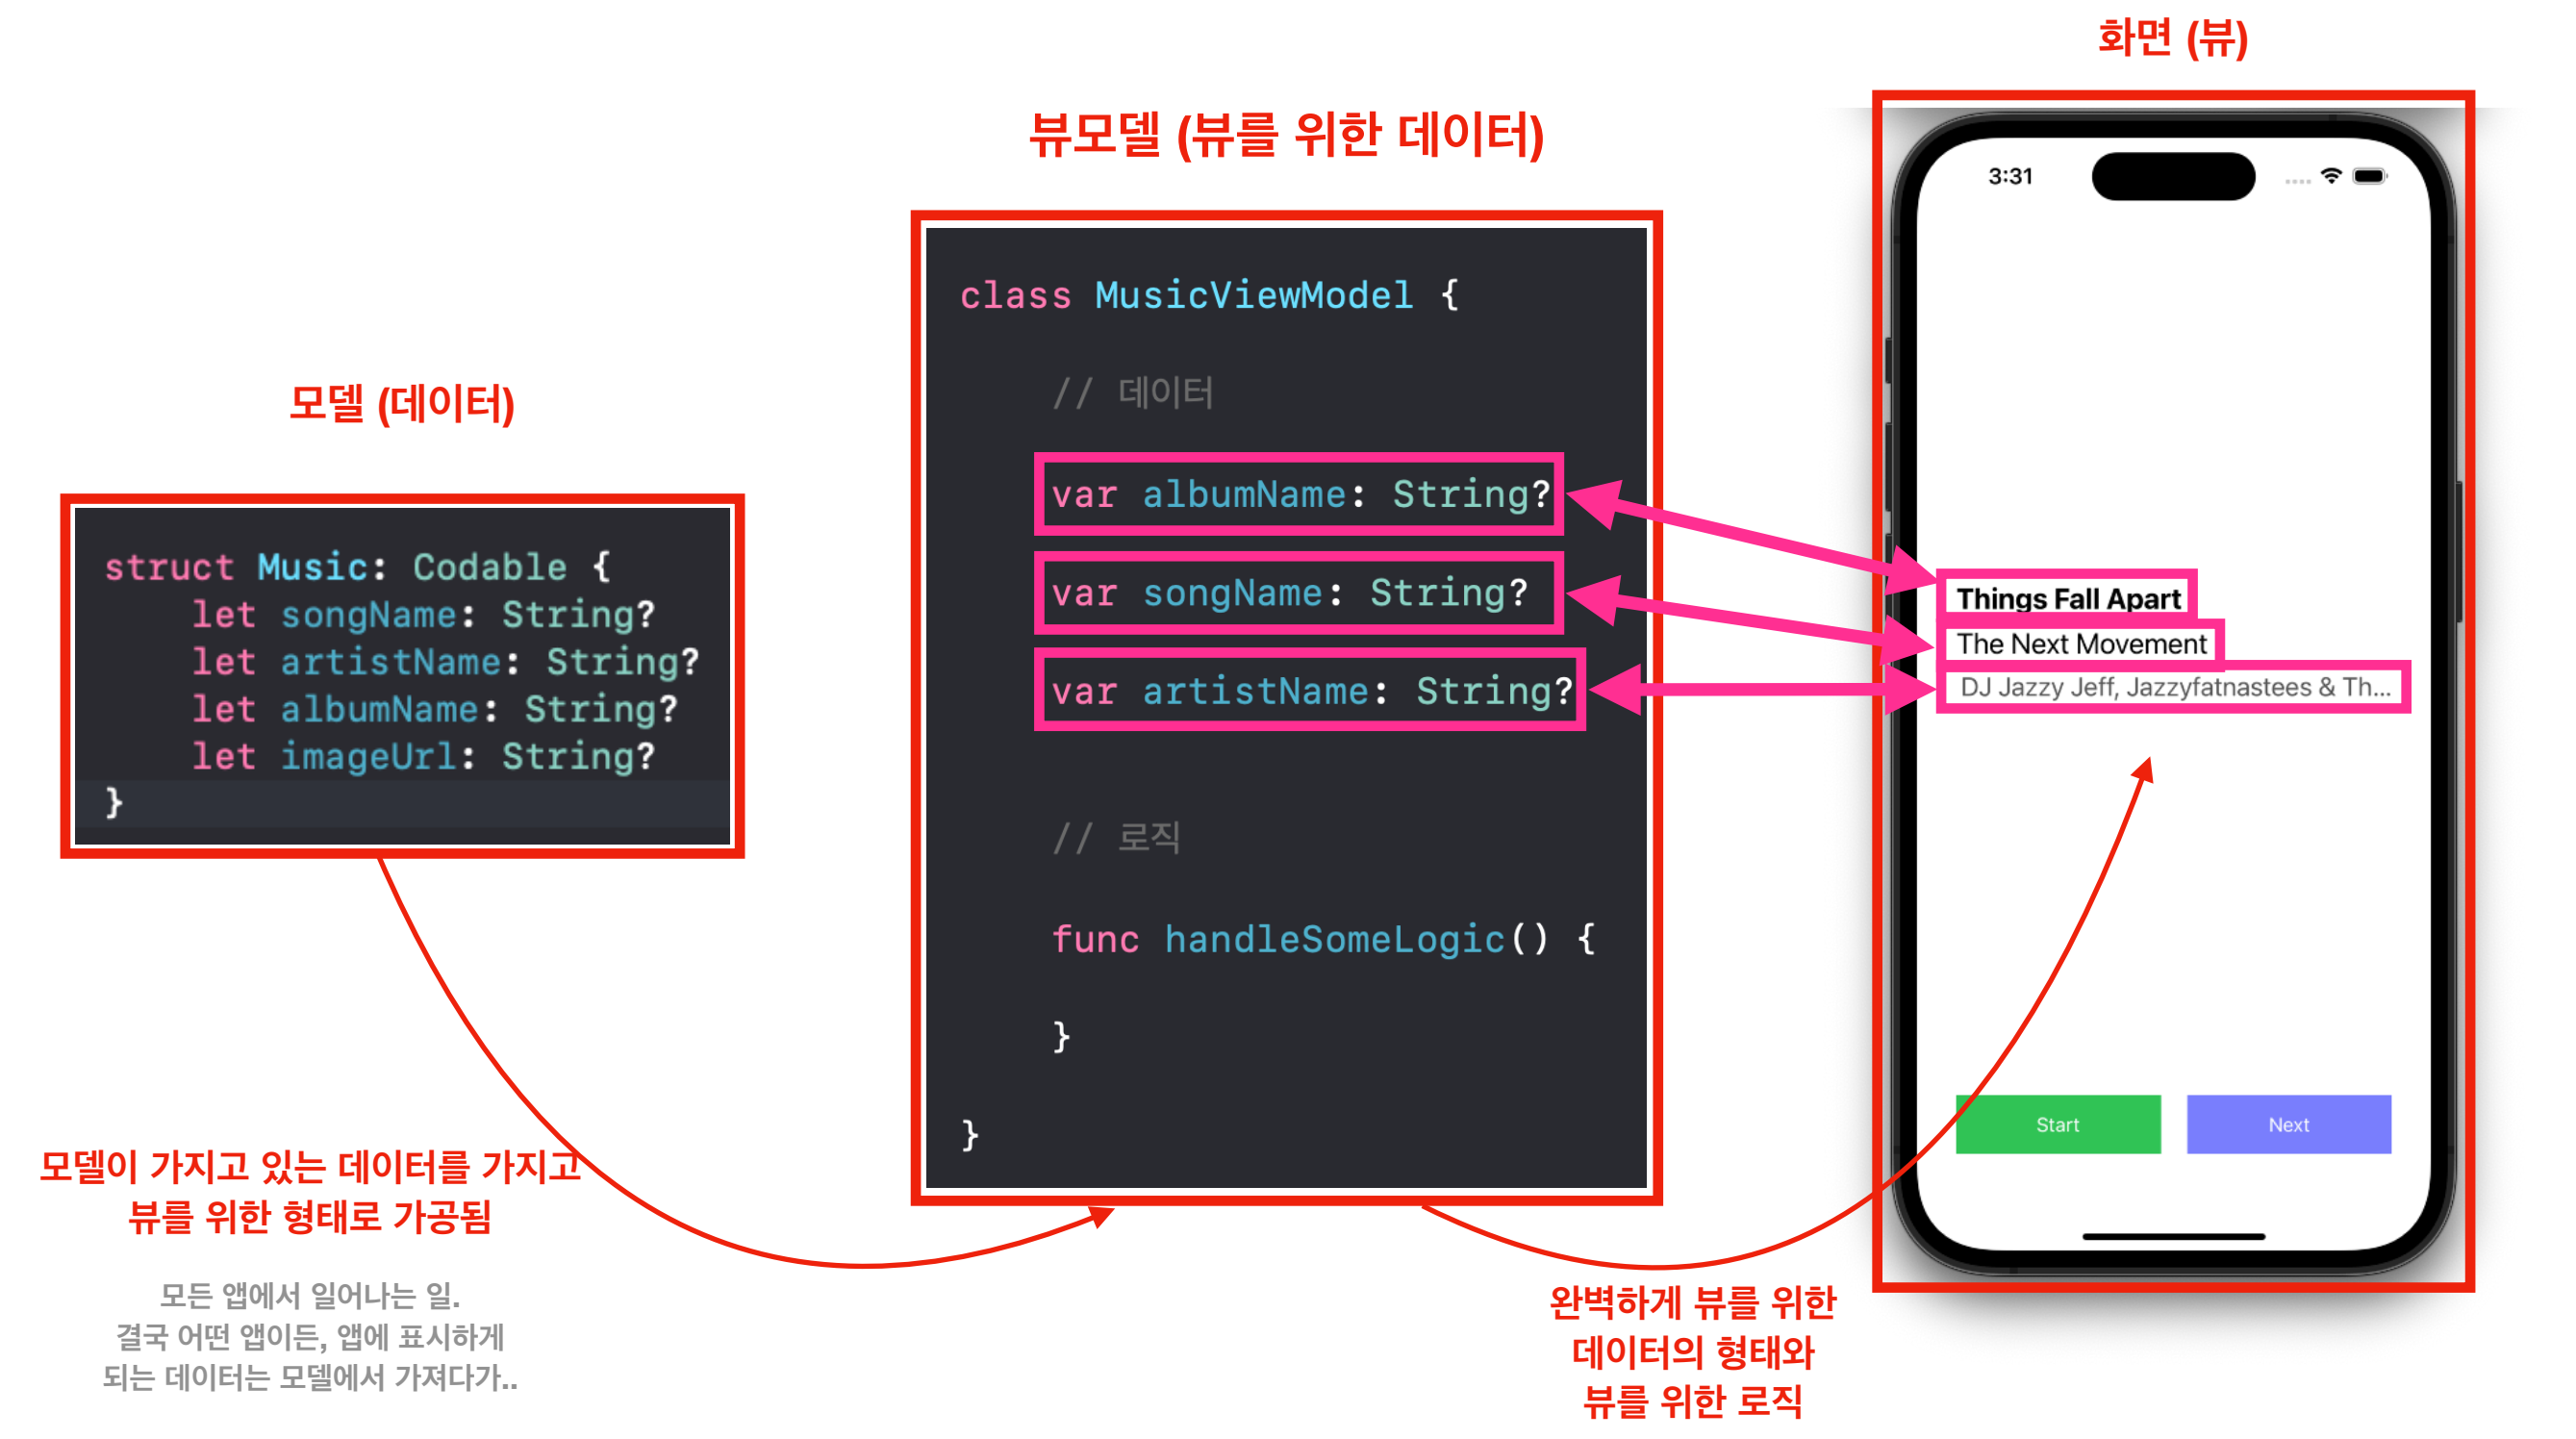 모델 (데이터)
struct Music: Codable {
    let songName: String?
    let artistName: String?
    let albumName: String?
    let imageUrl: String?
}
모델이 가지고 있는 데이터를 가지고
뷰를 위한 형태로 가공됨
모든 앱에서 일어나는 일.
결국 어떤 앱이든, 앱에 표시하게
되는 데이터는 모델에서 가져다가..
뷰모델 (뷰를 위한 데이터)
class MusicViewModel {
    // 데이터
    var albumName: String?
    var songName: String?
    var artistName: String?
    // 로직
    func handleSomeLogic() {
    }
}
완벽하게 뷰를 위한
데이터의 형태와
뷰를 위한 로직
화면 (뷰)
3:31
Things Fall Apart
The Next Movement
DJ Jazzy Jeff, Jazzyfatnastees & Th...
Start
Next